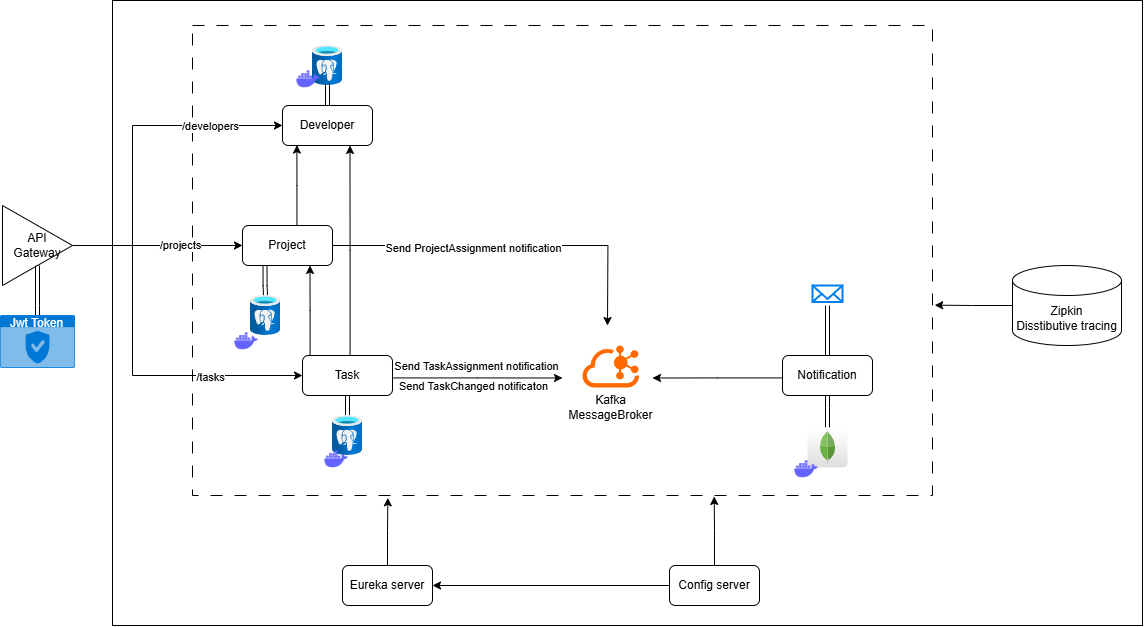 /developers
Developer
API
Gateway
/projects
Project
Send ProjectAssignment notification
Jwt Token
Zipkin
Disstibutive tracing
/tasks
Task
Send TaskAssignment notification
Send TaskChanged notificaton
Kafka
MessageBroker
Notification
Eureka server
Config server